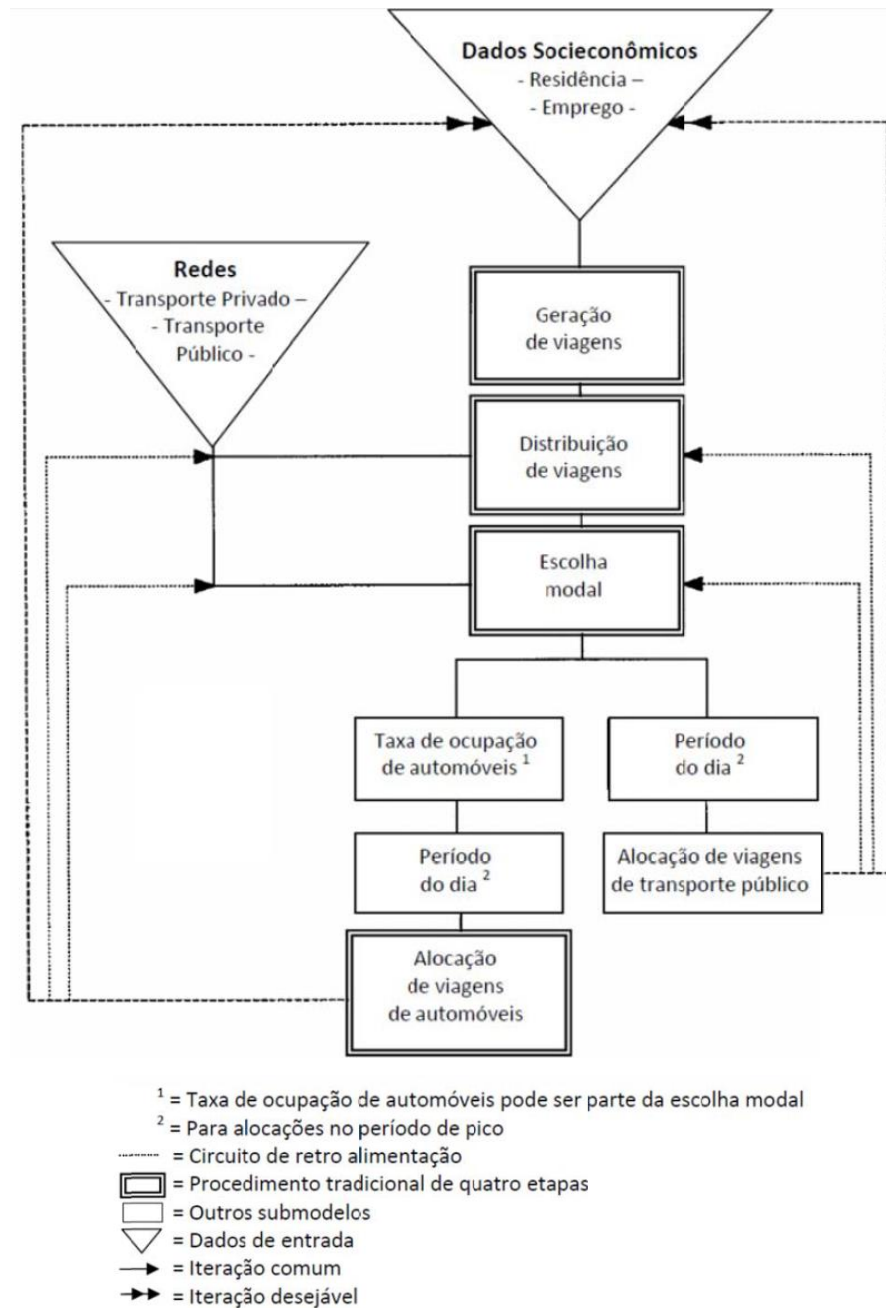 Dados Socieconômicos
- Residência –
- Emprego -
Redes
- Transporte Privado –
- Transporte
Público -
Geração
de viagens
Distribuição
de viagens
Escolha
modal
Taxa de ocupação
de automóveis 1
Período
do dia 2
Período
do dia 2
Alocação de viagens
de transporte público
Alocação
de viagens
de automóveis
1 = Taxa de ocupação de automóveis pode ser parte da escolha modal
2 = Para alocações no período de pico
= Circuito de retro alimentação
= Procedimento tradicional de quatro etapas
= Outros submodelos
= Dados de entrada
= Iteração comum
= Iteração desejável